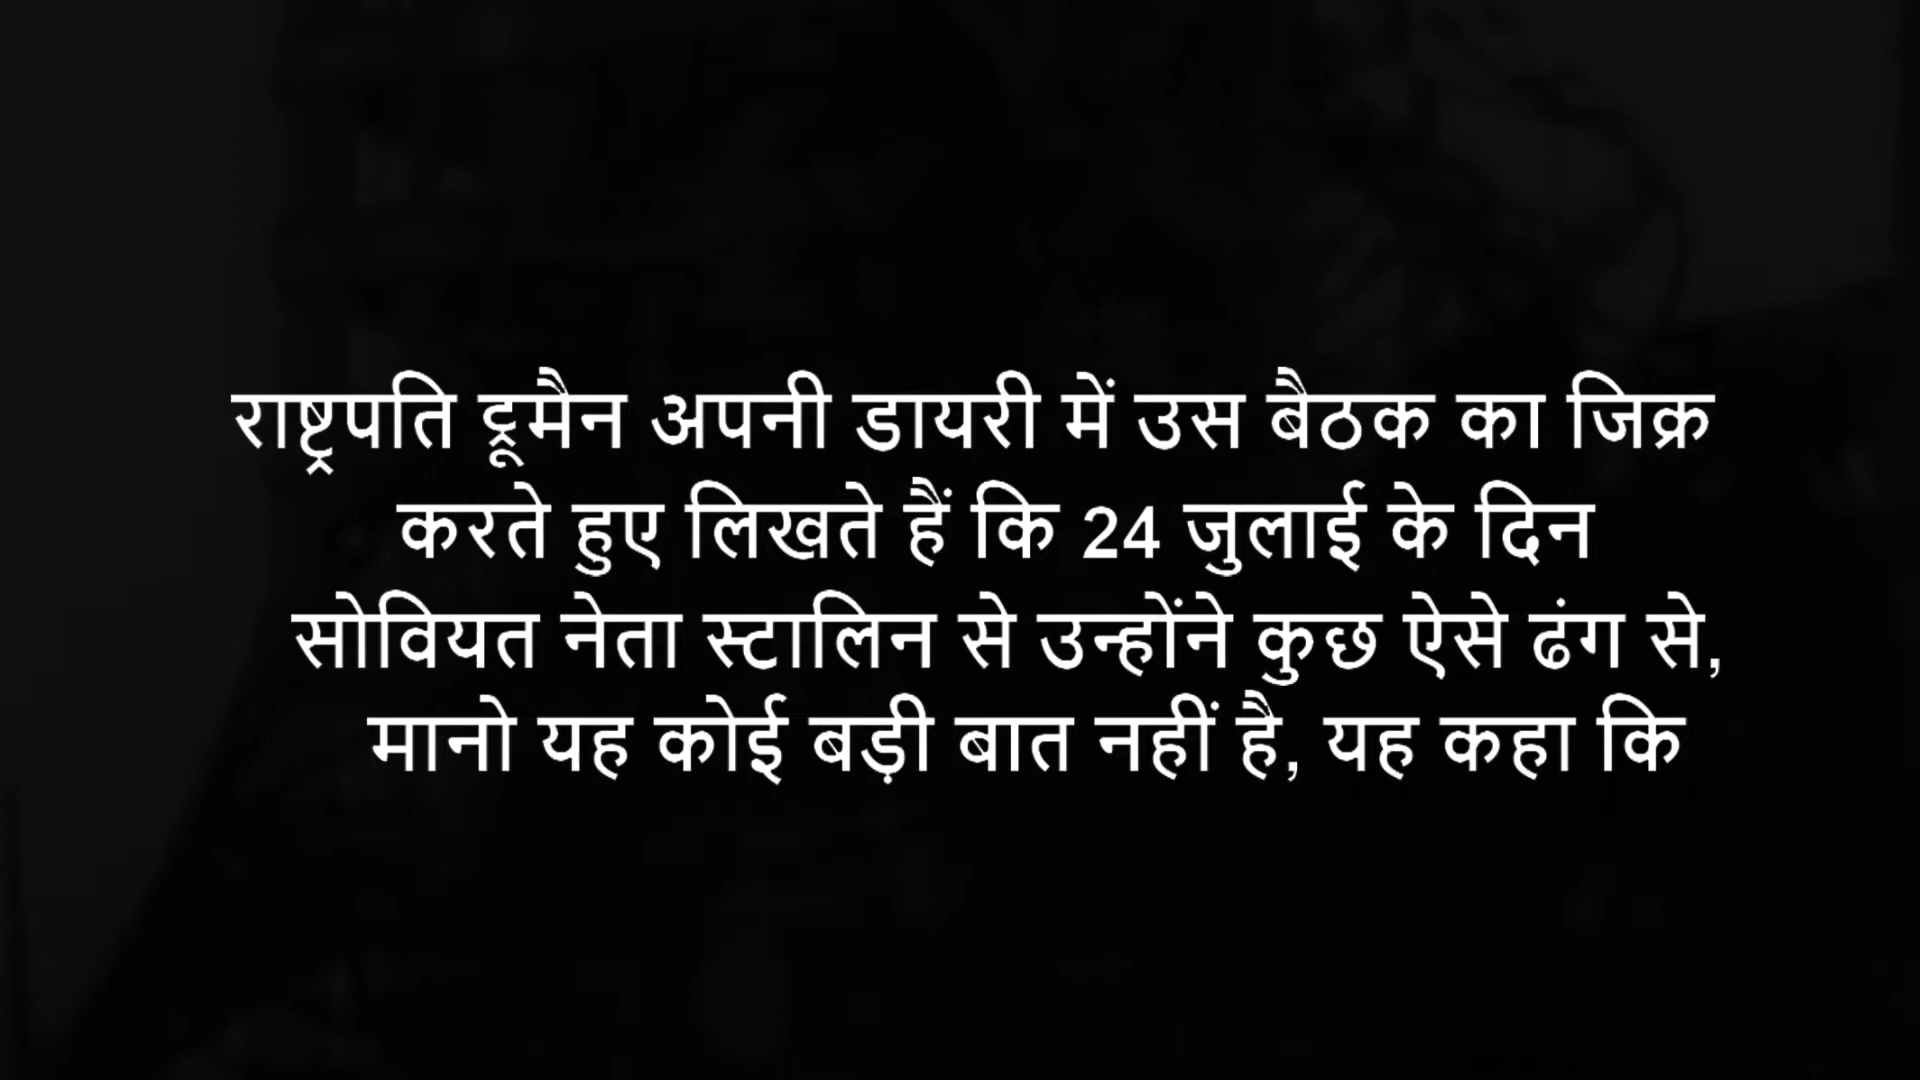 राष्ट्रपति ट्रूमैन अपनी डायरी में उस बैठक का जिक्र
करते हुए लिखते हैं कि 24 जुलाई के दिन
सोवियत नेता स्टालिन से उन्होंने कुछ ऐसे ढंग से,
मानो यह कोई बड़ी बात नहीं है, यह कहा कि